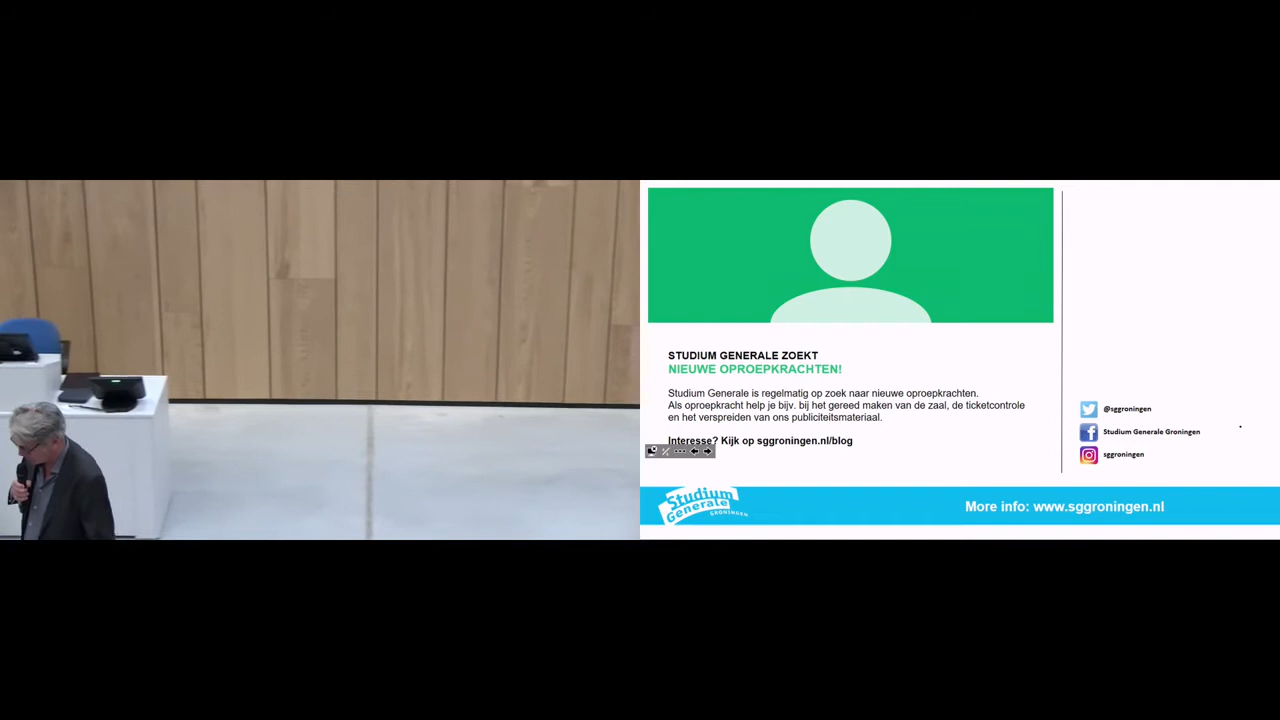 STUDIUM GENERALE ZOEKT
NIEUWE OPROEPKRACHTEN!
Studium Generale is regelmatig op zoek naar nieuwe oproepkrachten.
Als oproepkracht help je bijv. bij het gereed maken van de zaal, de ticketcontrole
en het verspreiden van ons publiciteitsmateriaal.
Interesse? Kijk op sggroningen.nl/blog
@sggroningen
Studium Generale Groningen
sggroningen
Studium
Generale
GRONINGEN
More info: www.sggroningen.nl